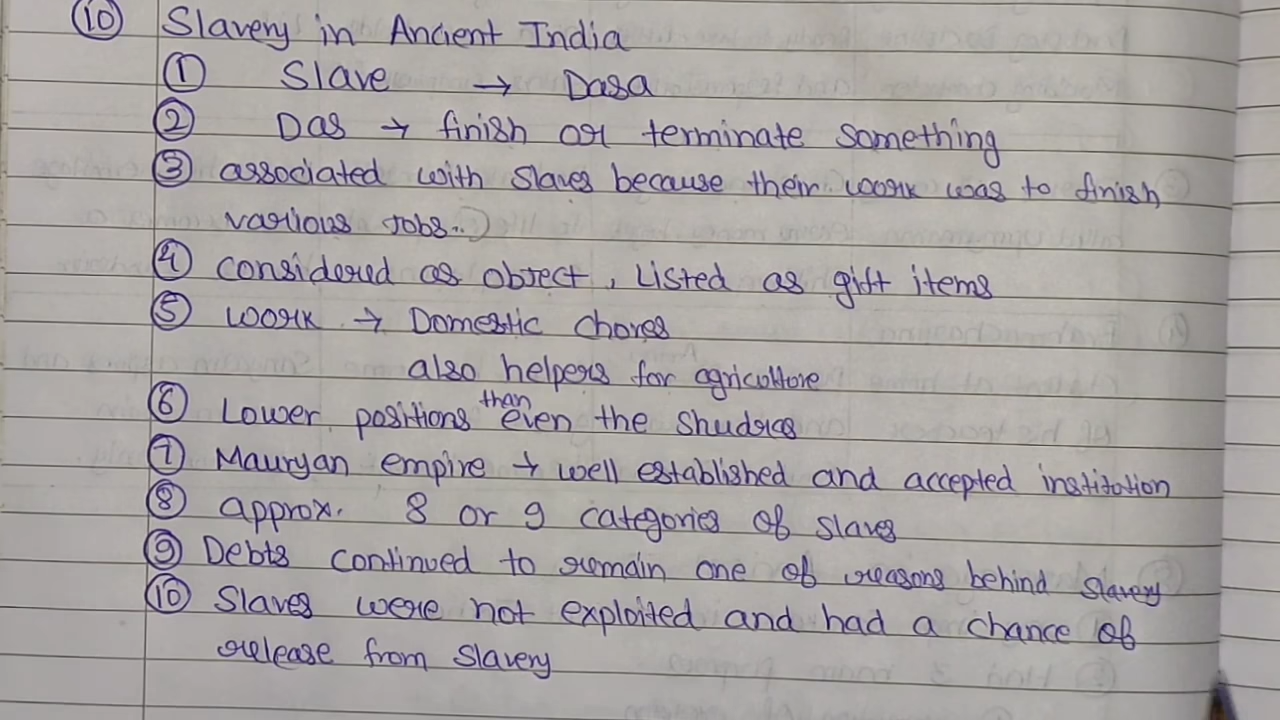 ⑩ Slavery in Ancient India
① Slave → Dasa
② Das → finish or terminate something
③ associated with slaves because their work was to finish
various jobs.
④ considered as object, Listed as gift items
⑤ work → Domestic chores
also helpers for agriculture
⑥ Lower positions than even the shudras
⑦ Mauryan empire → well established and accepted institution
⑧ approx. 8 or 9 categories of slaves
⑨ Debts continued to remain one of reasons behind slavery
⑩ Slaves were not exploited and had a chance of
release from slavery